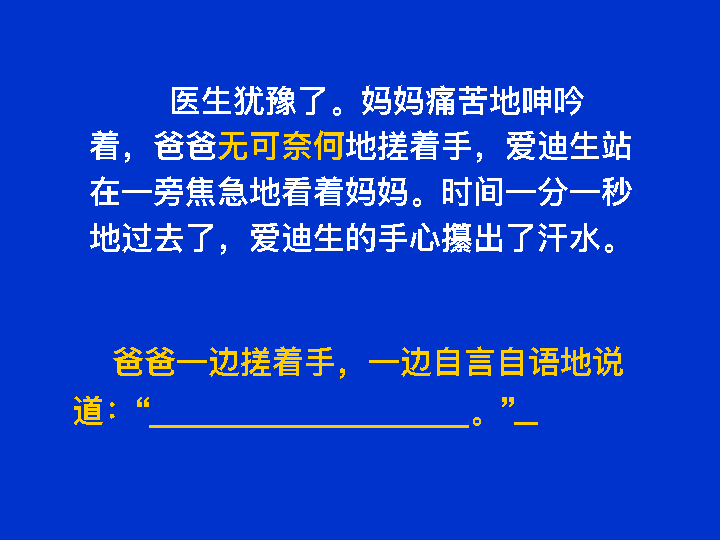 医生犹豫了。妈妈痛苦地呻吟
着，爸爸无可奈何地搓着手，爱迪生站
在一旁焦急地看着妈妈。时间一分一秒
地过去了，爱迪生的手心攥出了汗水。
爸爸一边搓着手，一边自言自语地说
道：“____________________。”_